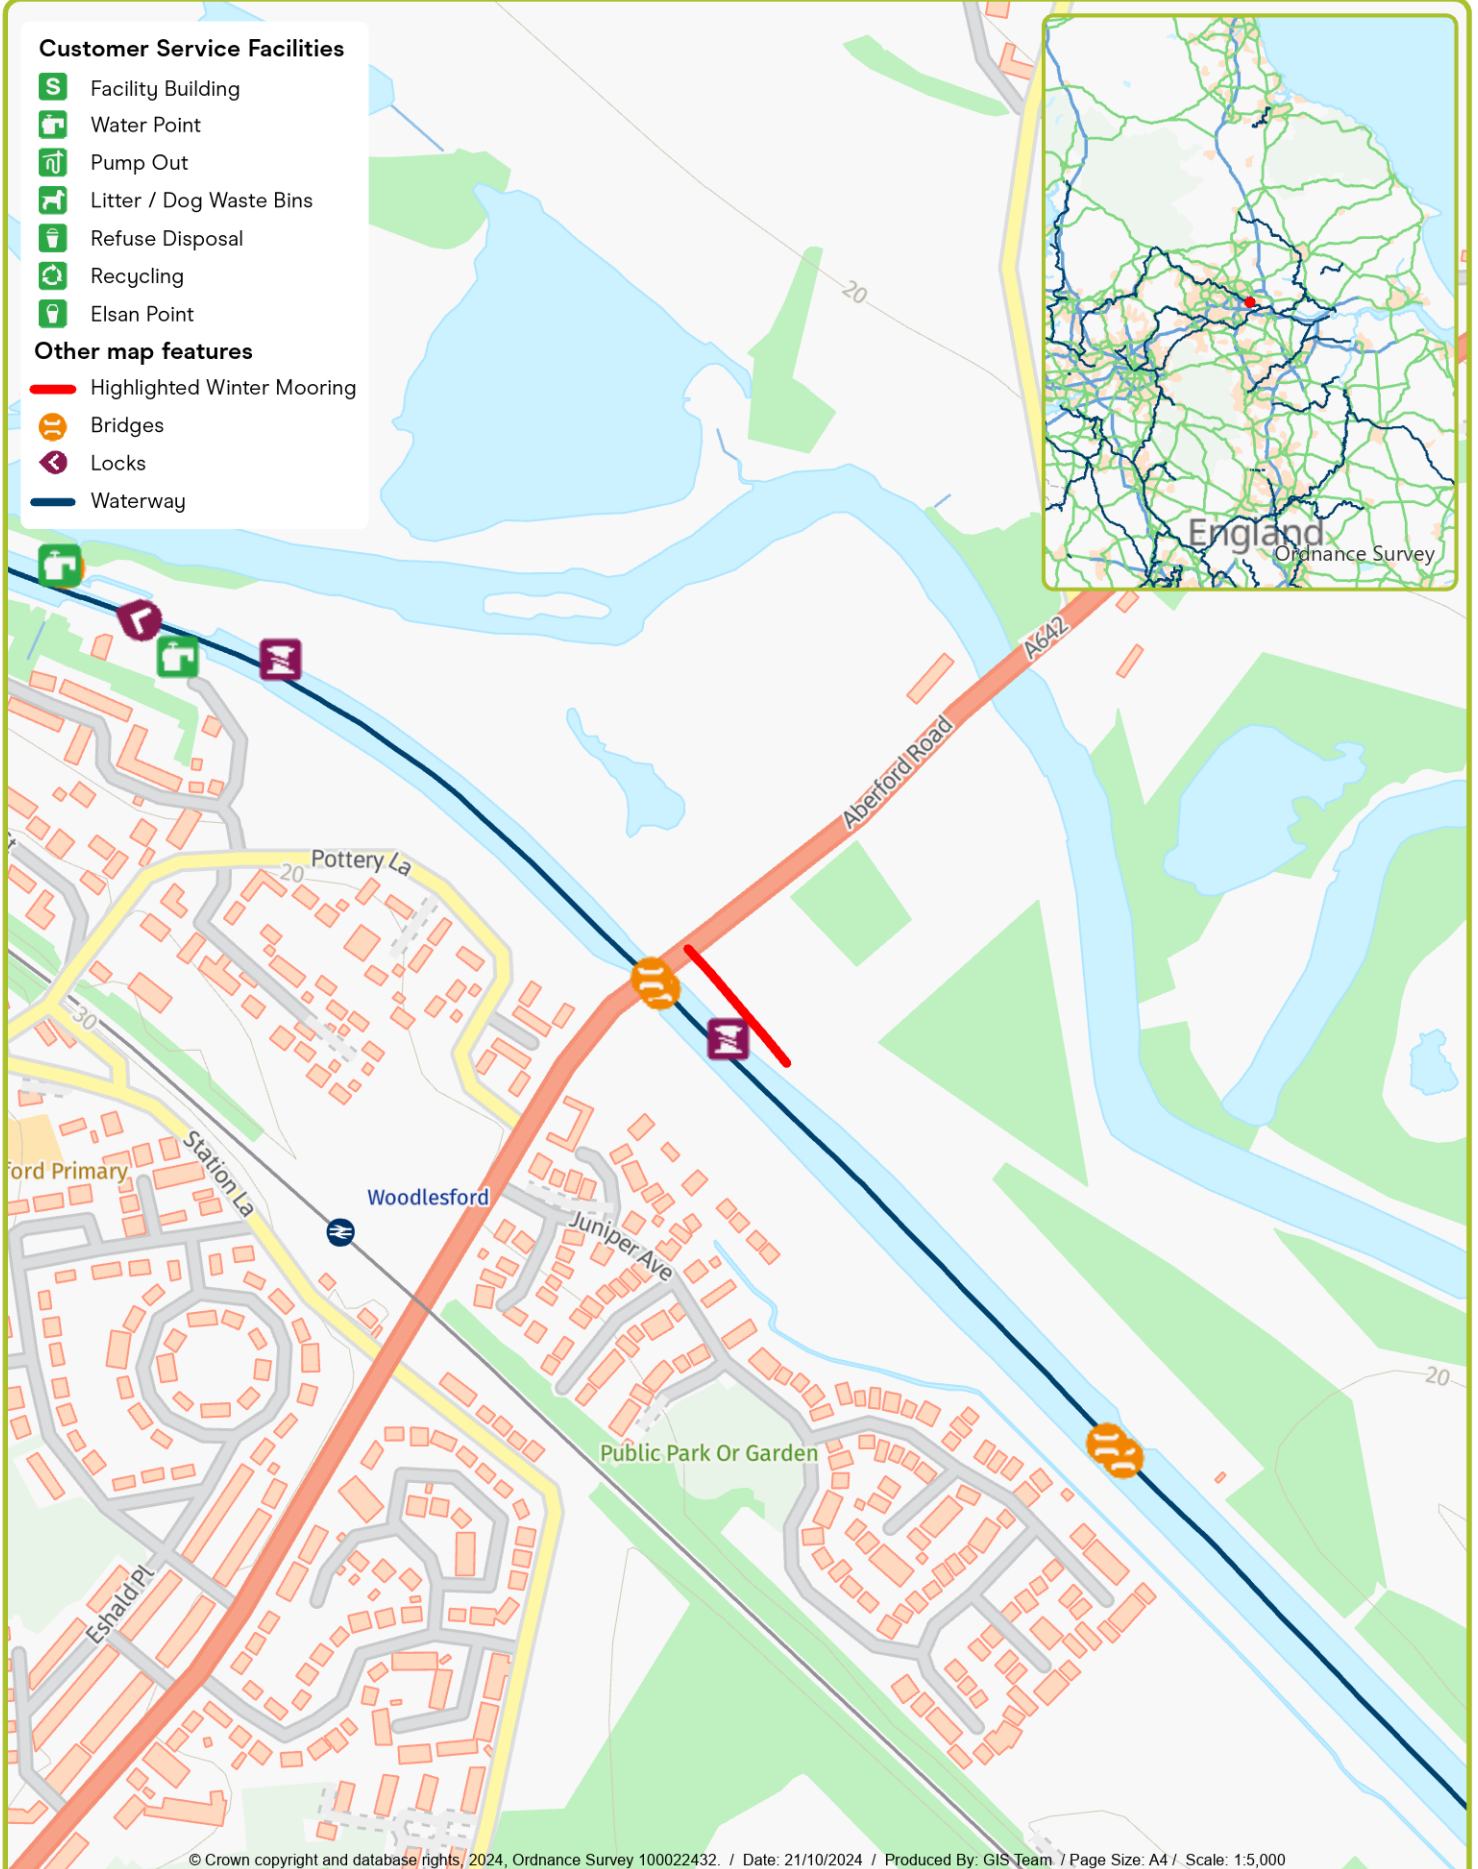 Customer Service Facilities
S
Facility Building
Water Point
Pump Out
Litter / Dog Waste Bins
Refuse Disposal
Recycling
Elsan Point
Other map features
Highlighted Winter Mooring
Bridges
Locks
Waterway
England
Ordnance Survey
20
A642
Aberford Road
Pottery La
20
30
Station La
ford Primary
Woodlesford
Juniper Ave
20
Public Park Or Garden
Eshald Pl
© Crown copyright and database rights, 2024, Ordnance Survey 100022432. / Date: 21/10/2024 / Produced By: GIS Team / Page Size: A4 / Scale: 1:5,000